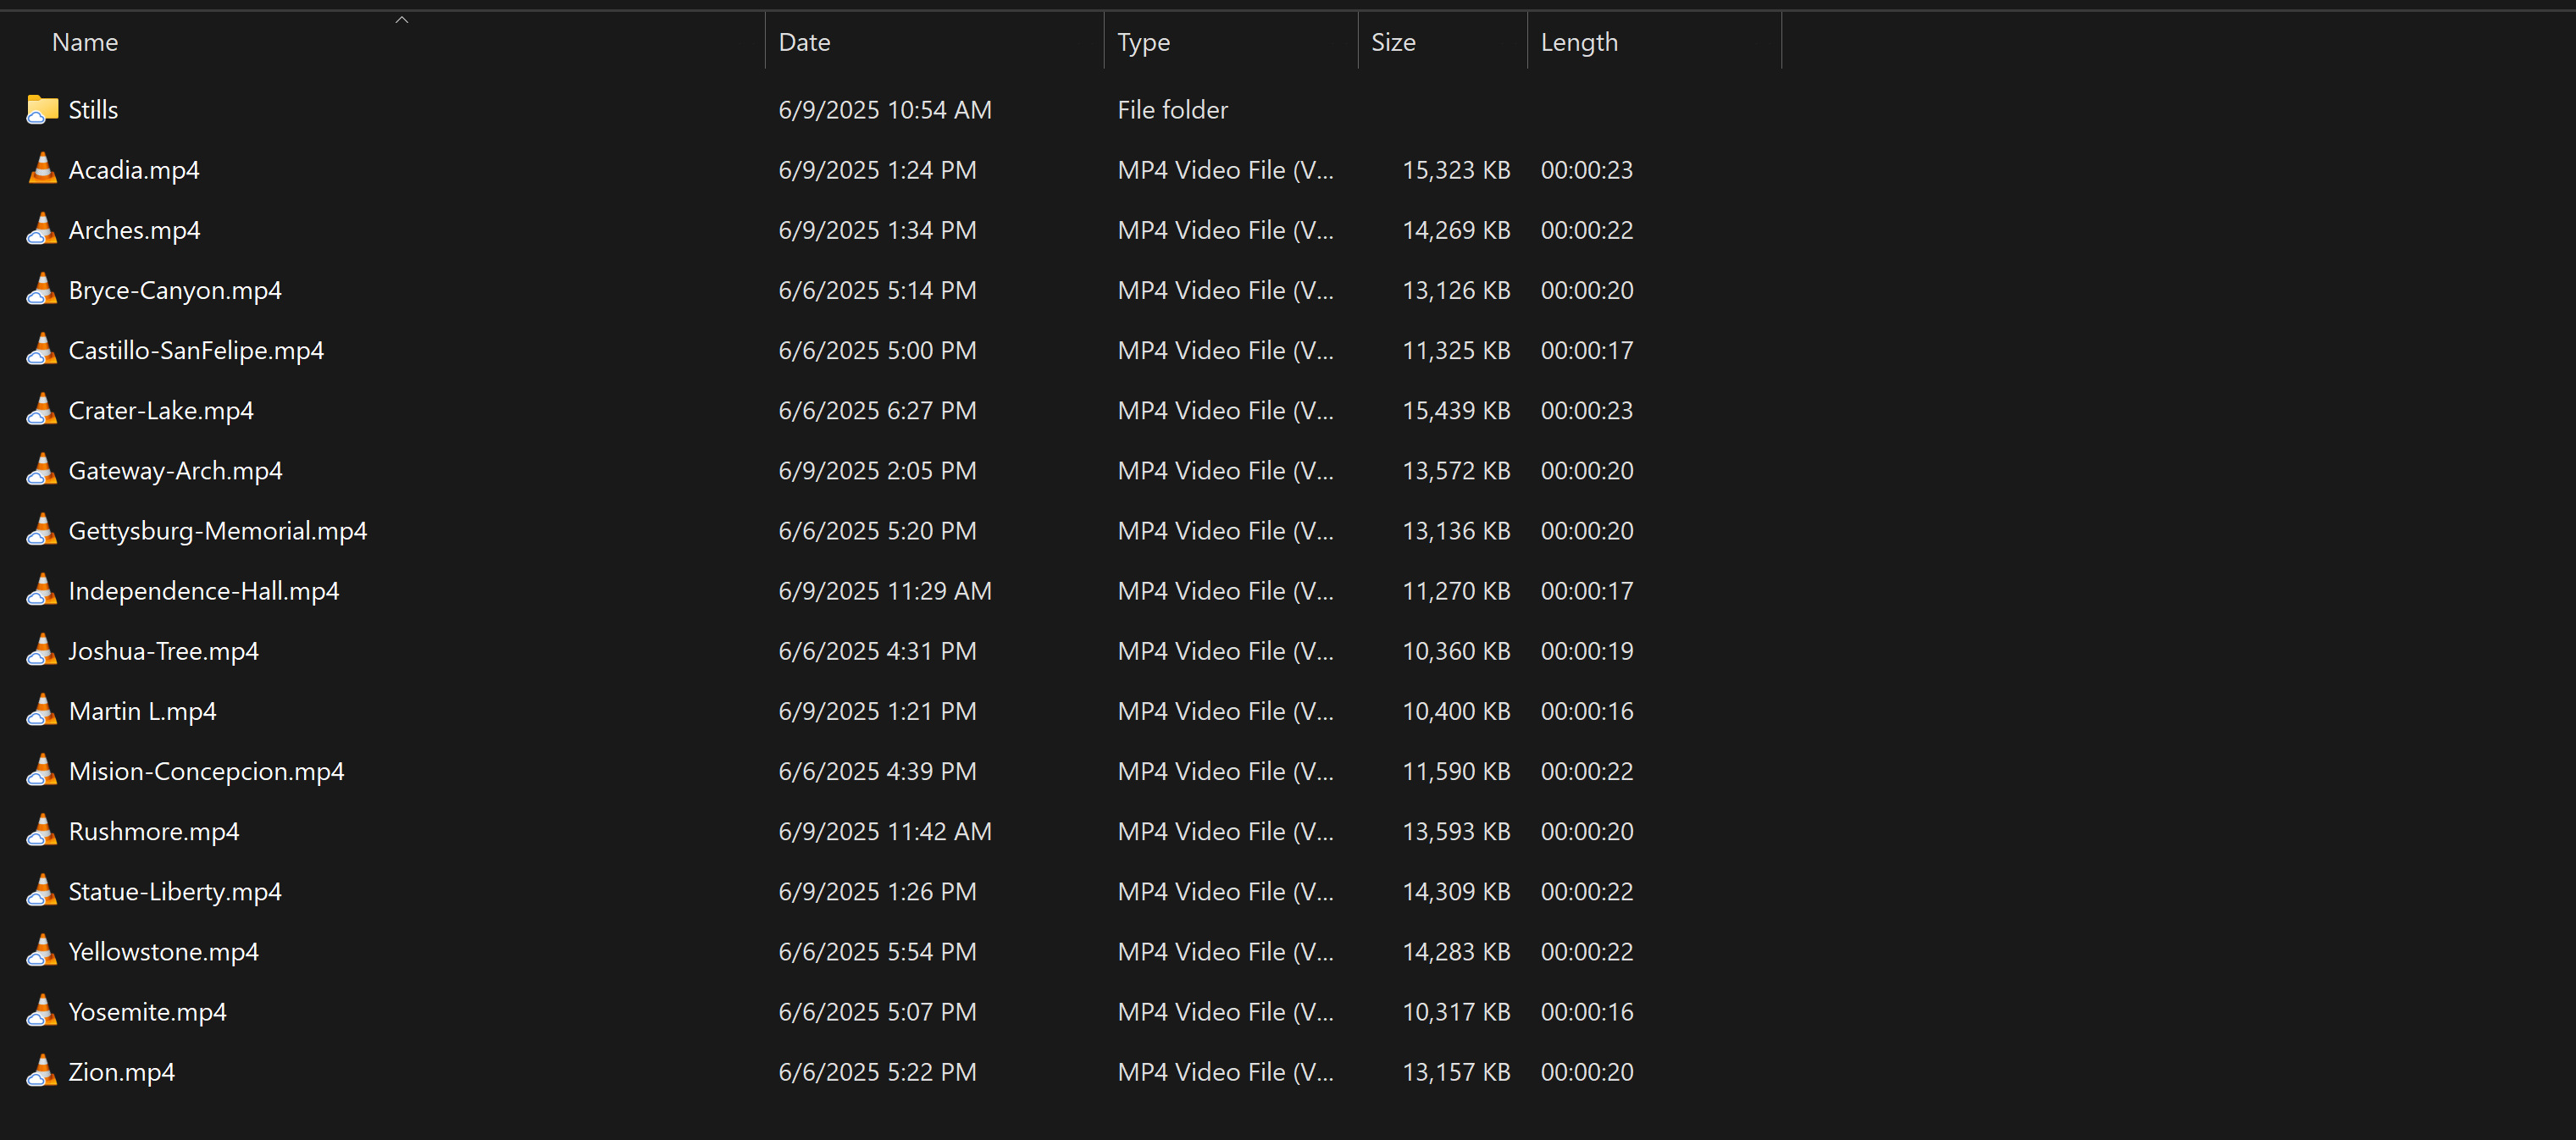 Name Date Type Size Length
Stills 6/9/2025 10:54 AM File folder
Acadia.mp4 6/9/2025 1:24 PM MP4 Video File (V... 15,323 KB 00:00:23
Arches.mp4 6/9/2025 1:34 PM MP4 Video File (V... 14,269 KB 00:00:22
Bryce-Canyon.mp4 6/6/2025 5:14 PM MP4 Video File (V... 13,126 KB 00:00:20
Castillo-SanFelipe.mp4 6/6/2025 5:00 PM MP4 Video File (V... 11,325 KB 00:00:17
Crater-Lake.mp4 6/6/2025 6:27 PM MP4 Video File (V... 15,439 KB 00:00:23
Gateway-Arch.mp4 6/9/2025 2:05 PM MP4 Video File (V... 13,572 KB 00:00:20
Gettysburg-Memorial.mp4 6/6/2025 5:20 PM MP4 Video File (V... 13,136 KB 00:00:20
Independence-Hall.mp4 6/9/2025 11:29 AM MP4 Video File (V... 11,270 KB 00:00:17
Joshua-Tree.mp4 6/6/2025 4:31 PM MP4 Video File (V... 10,360 KB 00:00:19
Martin L.mp4 6/9/2025 1:21 PM MP4 Video File (V... 10,400 KB 00:00:16
Mision-Concepcion.mp4 6/6/2025 4:39 PM MP4 Video File (V... 11,590 KB 00:00:22
Rushmore.mp4 6/9/2025 11:42 AM MP4 Video File (V... 13,593 KB 00:00:20
Statue-Liberty.mp4 6/9/2025 1:26 PM MP4 Video File (V... 14,309 KB 00:00:22
Yellowstone.mp4 6/6/2025 5:54 PM MP4 Video File (V... 14,283 KB 00:00:22
Yosemite.mp4 6/6/2025 5:07 PM MP4 Video File (V... 10,317 KB 00:00:16
Zion.mp4 6/6/2025 5:22 PM MP4 Video File (V... 13,157 KB 00:00:20